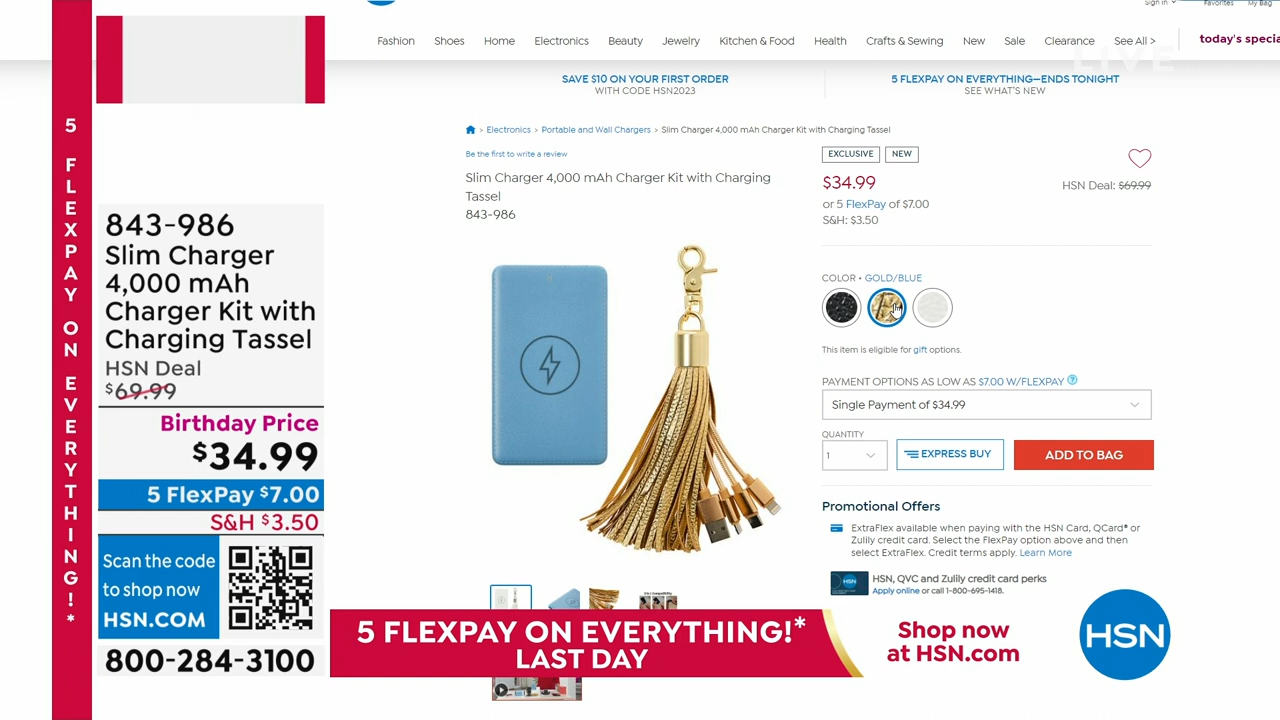 Sign in
Favorites
My Bag
Fashion
Shoes
Home
Electronics
Beauty
Jewelry
Kitchen & Food
Health
Crafts & Sewing
New
Sale
Clearance
See All >
today's specia
LIVE
SAVE $10 ON YOUR FIRST ORDER
WITH CODE HSN2023
5 FLEXPAY ON EVERYTHING—ENDS TONIGHT
SEE WHAT'S NEW
5 FLEXPAY ON EVERYTHING!*
843-986
Slim Charger
4,000 mAh
Charger Kit with
Charging Tassel
HSN Deal
$69.99
Birthday Price
$34.99
5 FlexPay $7.00
S&H $3.50
Scan the code
to shop now
HSN.COM
800-284-3100
> Electronics > Portable and Wall Chargers > Slim Charger 4,000 mAh Charger Kit with Charging Tassel
Be the first to write a review
Slim Charger 4,000 mAh Charger Kit with Charging
Tassel
843-986
EXCLUSIVE
NEW
$34.99
HSN Deal: $69.99
or 5 FlexPay of $7.00
S&H: $3.50
COLOR • GOLD/BLUE
This item is eligible for gift options.
PAYMENT OPTIONS AS LOW AS $7.00 W/FLEXPAY ?
Single Payment of $34.99
QUANTITY
1
EXPRESS BUY
ADD TO BAG
Promotional Offers
ExtraFlex available when paying with the HSN Card, QCard® or
Zulily credit card. Select the FlexPay option above and then
select ExtraFlex. Credit terms apply. Learn More
HSN
HSN, QVC and Zulily credit card perks
Apply online or call 1-800-695-1418.
5 FLEXPAY ON EVERYTHING!*
LAST DAY
Shop now
at HSN.com
HSN